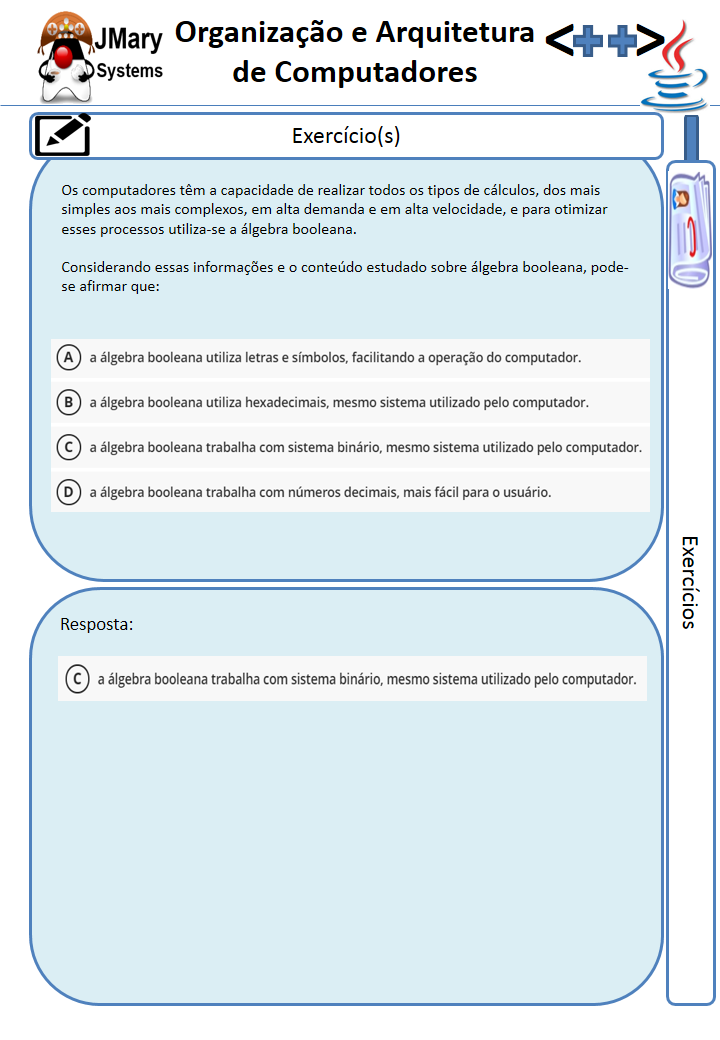 JMary
Systems
Organização e Arquitetura
de Computadores
<++>
Exercício(s)
Os computadores têm a capacidade de realizar todos os tipos de cálculos, dos mais
simples aos mais complexos, em alta demanda e em alta velocidade, e para otimizar
esses processos utiliza-se a álgebra booleana.
Considerando essas informações e o conteúdo estudado sobre álgebra booleana, pode-
se afirmar que:
A a álgebra booleana utiliza letras e símbolos, facilitando a operação do computador.
B a álgebra booleana utiliza hexadecimais, mesmo sistema utilizado pelo computador.
C a álgebra booleana trabalha com sistema binário, mesmo sistema utilizado pelo computador.
D a álgebra booleana trabalha com números decimais, mais fácil para o usuário.
Exercícios
Resposta:
C a álgebra booleana trabalha com sistema binário, mesmo sistema utilizado pelo computador.